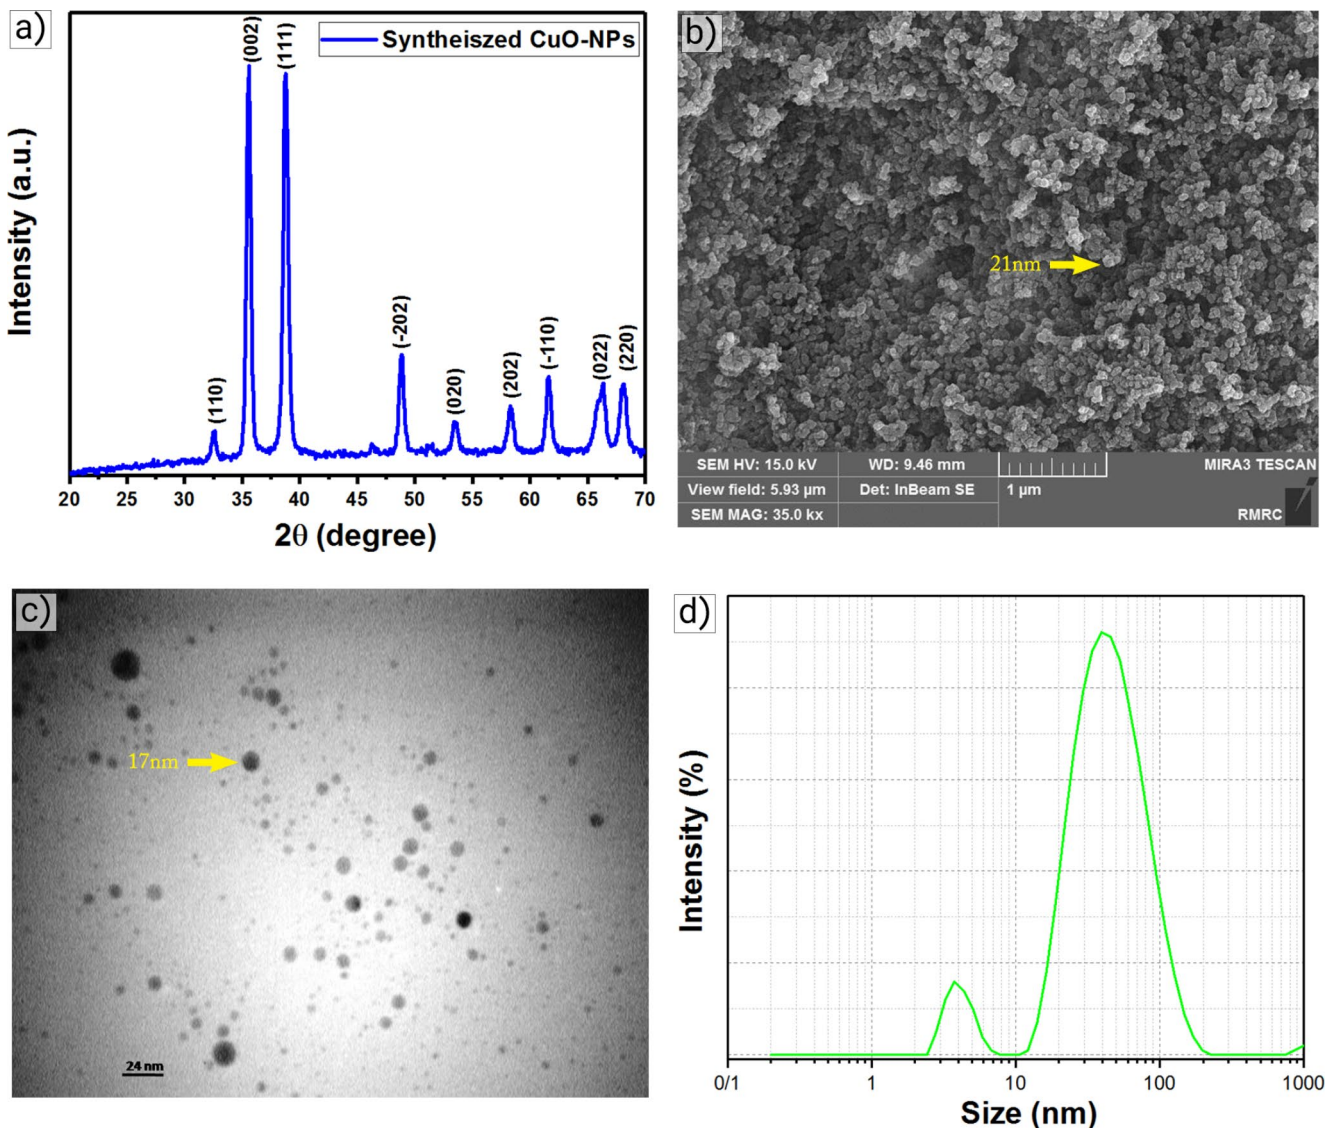 a)
(002)
(111)
Syntheiszed CuO-NPs
(110)
(-202)
(020)
(202)
(-110)
(022)
(220)
Intensity (a.u.)
20 25 30 35 40 45 50 55 60 65 70
2θ (degree)
b)
21nm
SEM HV: 15.0 kV WD: 9.46 mm MIRA3 TESCAN
View field: 5.93 µm Det: InBeam SE 1 µm
SEM MAG: 35.0 kx RMRC
c)
17nm
24 nm
d)
Intensity (%)
0/1 1 10 100 1000
Size (nm)